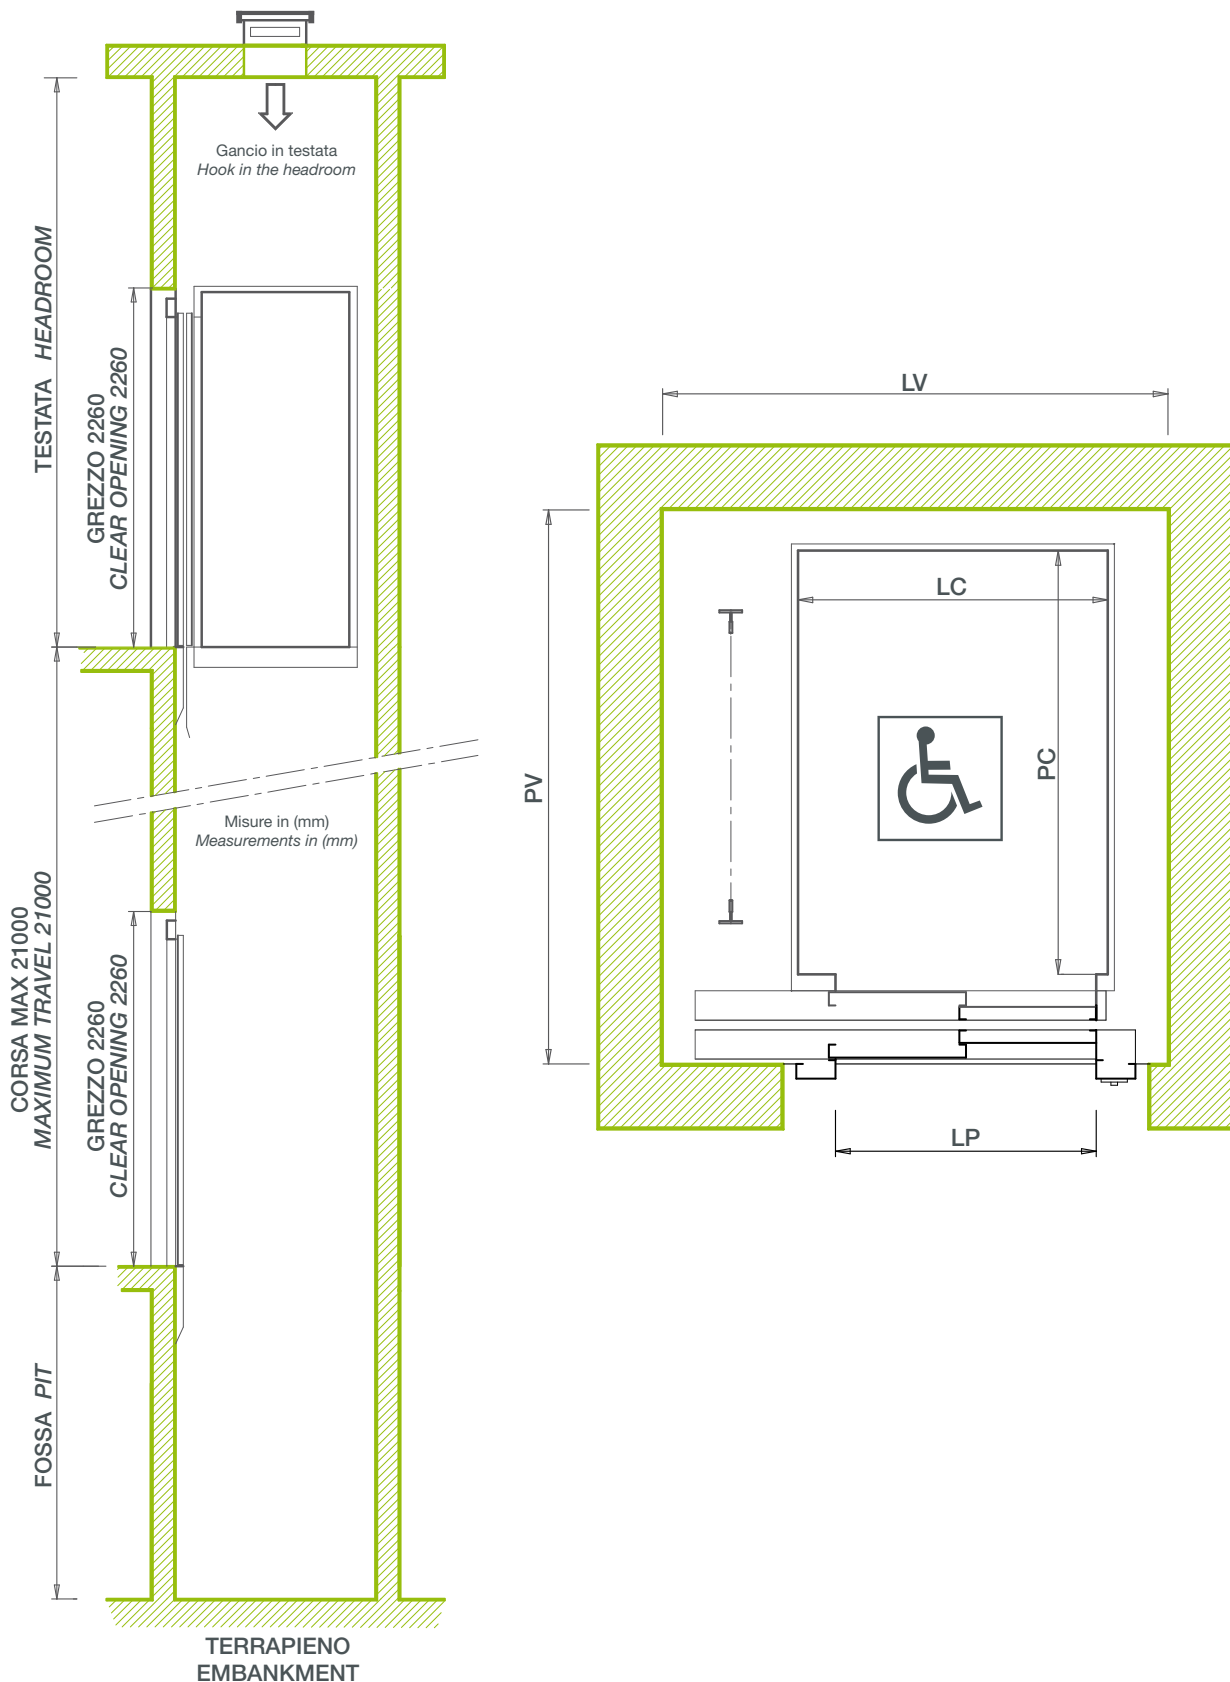 Gancio in testata
Hook in the headroom
TESTATA HEADROOM
GREZZO 2260
CLEAR OPENING 2260
Misure in (mm)
Measurements in (mm)
CORSA MAX 21000
MAXIMUM TRAVEL 21000
GREZZO 2260
CLEAR OPENING 2260
FOSSA PIT
TERRAPIENO
EMBANKMENT
LV
LC
PV
PC
LP